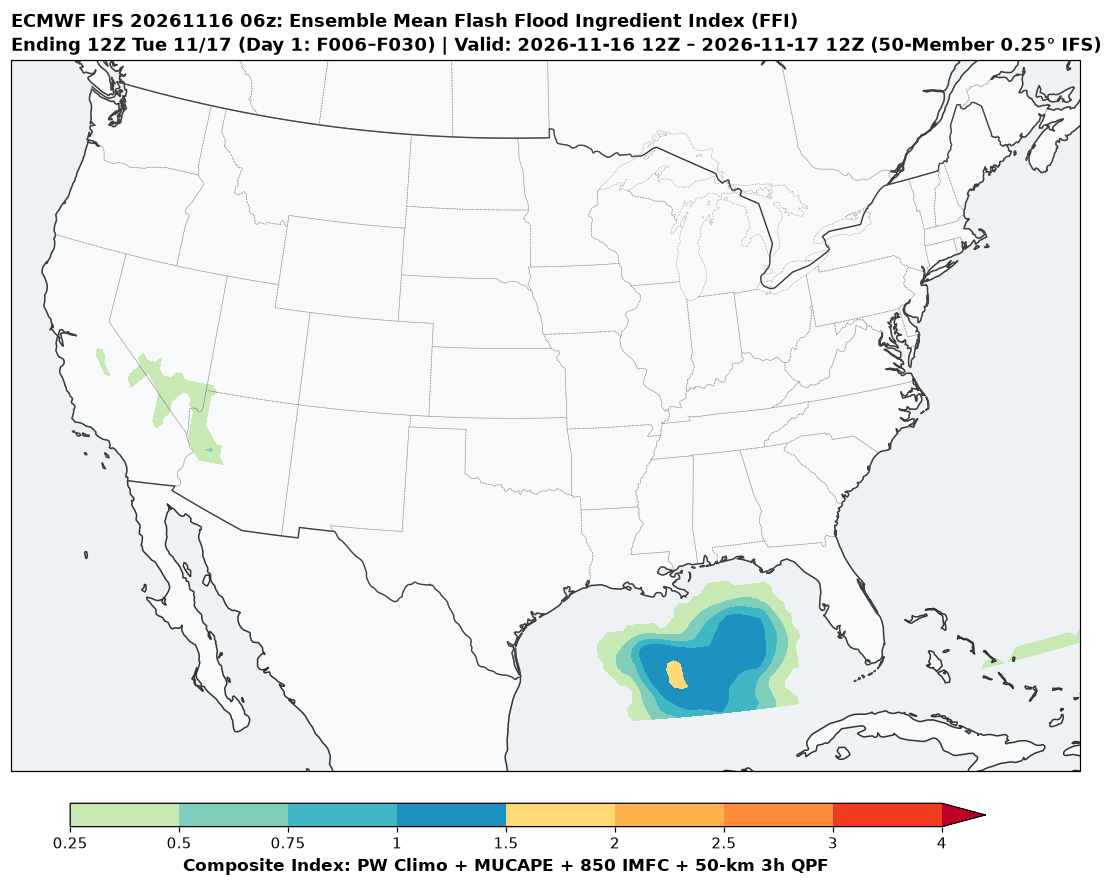 ECMWF IFS 20261116 06z: Ensemble Mean Flash Flood Ingredient Index (FFI)
Ending 12Z Tue 11/17 (Day 1: F006–F030) | Valid: 2026-11-16 12Z – 2026-11-17 12Z (50-Member 0.25° IFS)
0.25 0.5 0.75 1 1.5 2 2.5 3 4
Composite Index: PW Climo + MUCAPE + 850 IMFC + 50-km 3h QPF